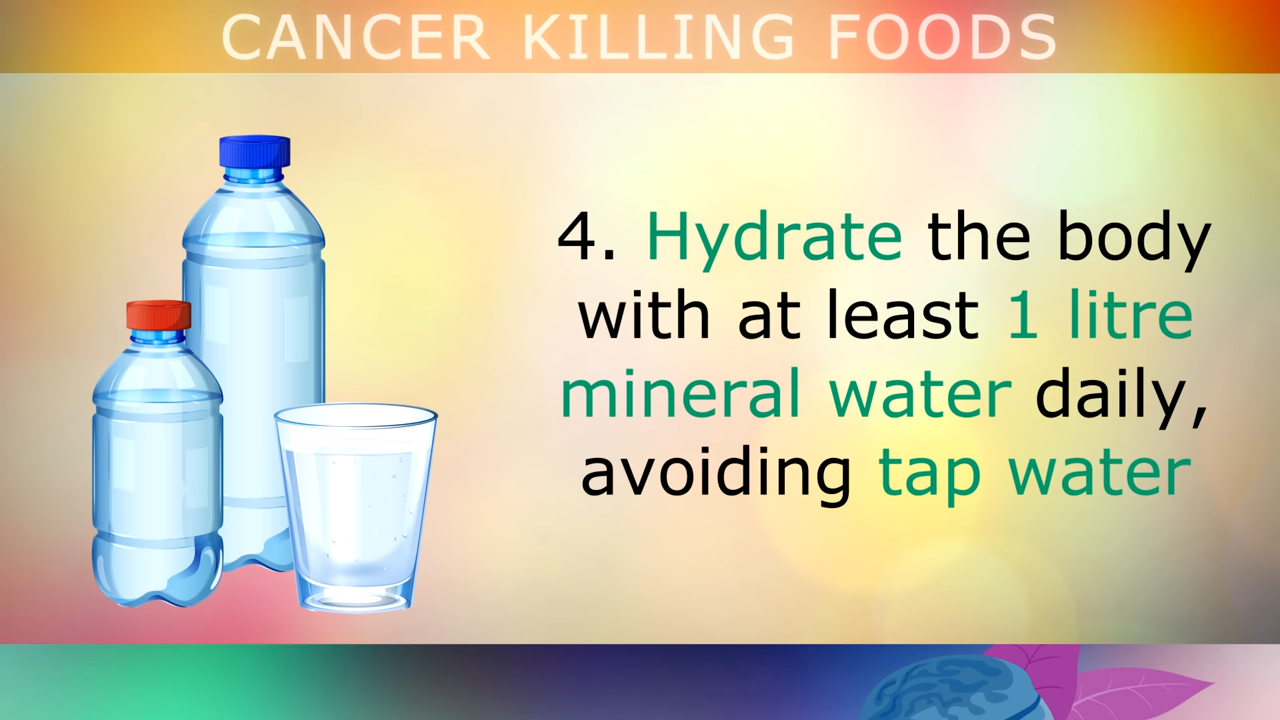 CANCER KILLING FOODS
4. Hydrate the body
with at least 1 litre
mineral water daily,
avoiding tap water